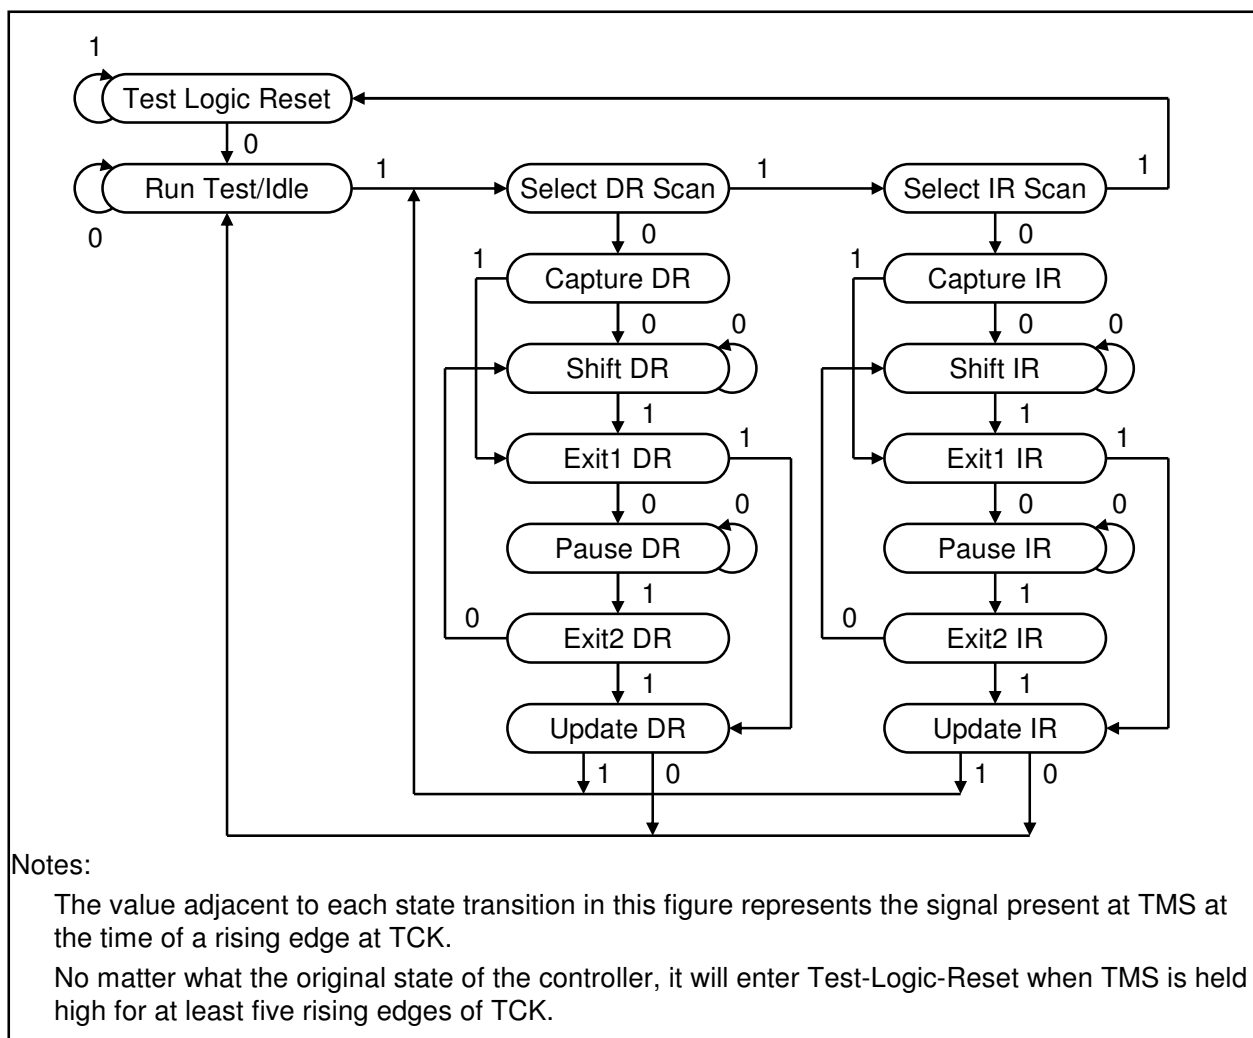 1
Test Logic Reset
0
Run Test/Idle
1
Select DR Scan
1
Select IR Scan
1
0
0
0
1
Capture DR
1
Capture IR
0
0
0
0
Shift DR
Shift IR
1
1
Exit1 DR
1
Exit1 IR
1
0
0
0
0
Pause DR
Pause IR
1
1
0
Exit2 DR
0
Exit2 IR
1
1
Update DR
Update IR
1
0
1
0
Notes:
The value adjacent to each state transition in this figure represents the signal present at TMS at
the time of a rising edge at TCK.
No matter what the original state of the controller, it will enter Test-Logic-Reset when TMS is held
high for at least five rising edges of TCK.